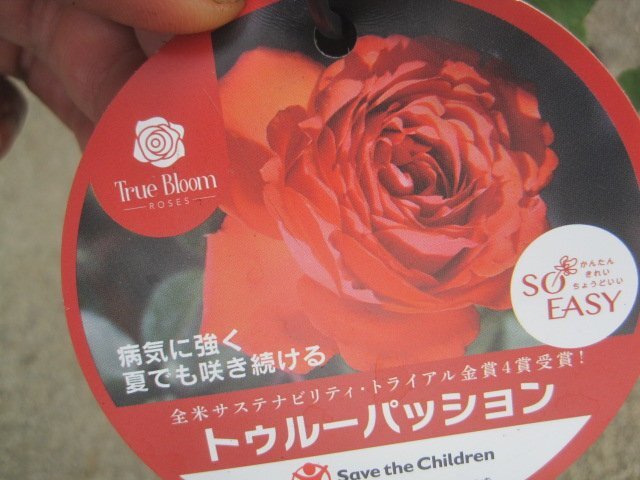 True Bloom
ROSES
SO EASY
かんたん
きれい
ちょうどいい
病気に強く
夏でも咲き続ける
全米サステナビリティ・トライアル金賞4賞受賞!
トゥルーパッション
Save the Children